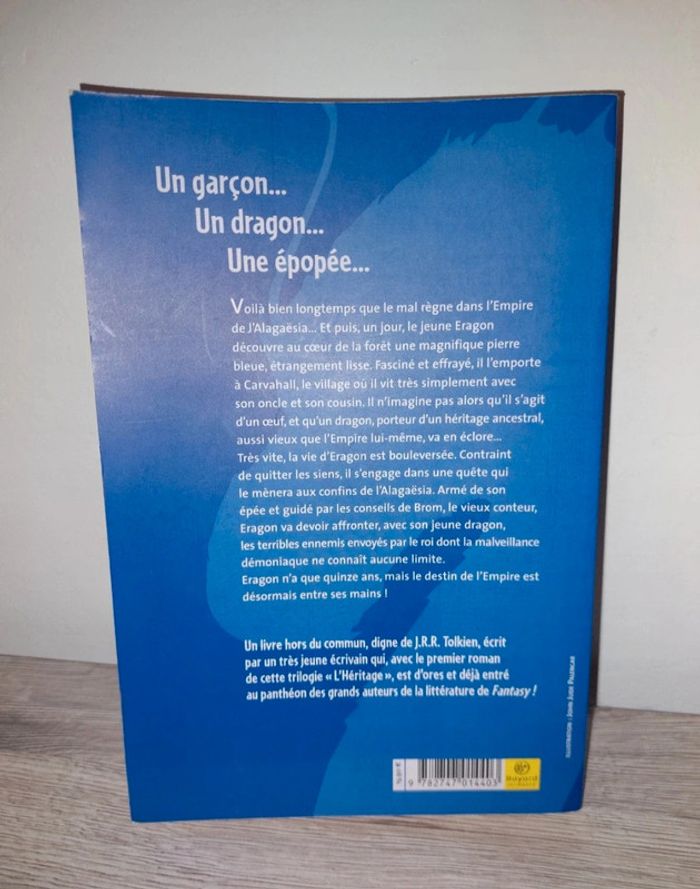 Un garçon...
Un dragon...
Une épopée...
Voilà bien longtemps que le mal règne dans l'Empire
de l'Alagaësia... Et puis, un jour, le jeune Eragon
découvre au cœur de la forêt une magnifique pierre
bleue, étrangement lisse. Fasciné et effrayé, il l'emporte
à Carvahall, le village où il vit très simplement avec
son oncle et son cousin. Il n'imagine pas alors qu'il s'agit
d'un œuf, et qu'un dragon, porteur d'un héritage ancestral,
aussi vieux que l'Empire lui-même, va en éclore...
Très vite, la vie d'Eragon est bouleversée. Contraint
de quitter les siens, il s'engage dans une quête qui
le mènera aux confins de l'Alagaësia. Armé de son
épée et guidé par les conseils de Brom, le vieux conteur,
Eragon va devoir affronter, avec son jeune dragon,
les terribles ennemis envoyés par le roi dont la malveillance
démoniaque ne connaît aucune limite.
Eragon n'a que quinze ans, mais le destin de l'Empire est
désormais entre ses mains !
Un livre hors du commun, digne de J.R.R. Tolkien, écrit
par un très jeune écrivain qui, avec le premier roman
de cette trilogie « L'Héritage », est d'ores et déjà entré
au panthéon des grands auteurs de la littérature de Fantasy !
ILLUSTRATION : JOHN JUDE PALENCAR
9 782747 014403
Bayard